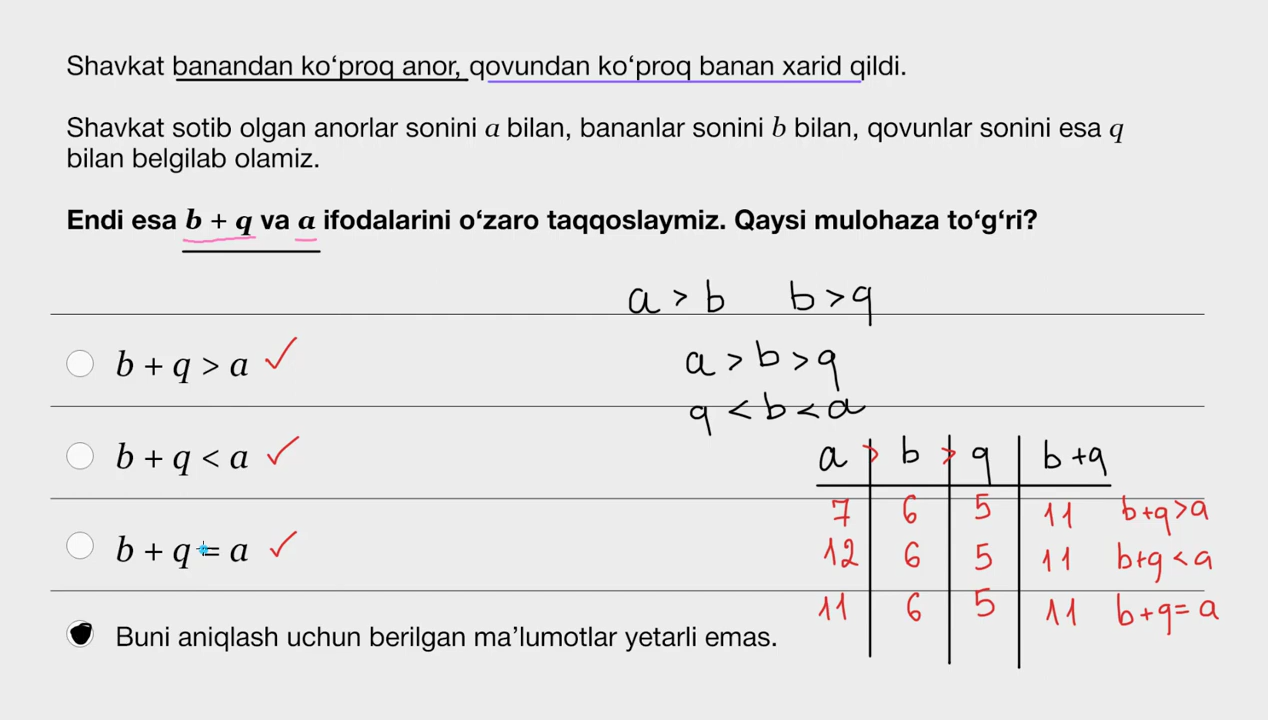 Shavkat banandan ko‘proq anor, qovundan ko‘proq banan xarid qildi.
Shavkat sotib olgan anorlar sonini a bilan, bananlar sonini b bilan, qovunlar sonini esa q
bilan belgilab olamiz.
Endi esa b + q va a ifodalarini o‘zaro taqqoslaymiz. Qaysi mulohaza to‘g‘ri?
a > b b > q
b + q > a
a > b > q
q < b < a
b + q < a
a > b > q b + q
7 6 5 11 b+q>a
12 6 5 11 b+q<a
b + q = a
11 6 5 11 b+q=a
Buni aniqlash uchun berilgan ma’lumotlar yetarli emas.